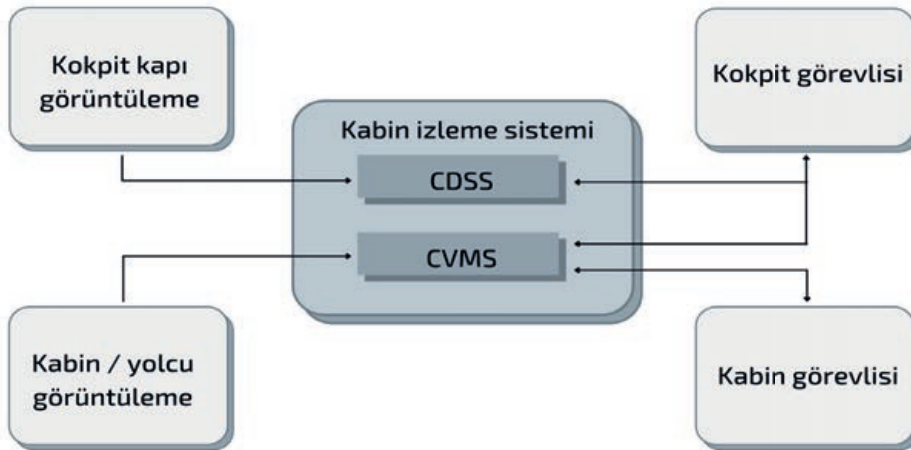 Kokpit kapı
görüntüleme
Kokpit görevlisi
Kabin izleme sistemi
CDSS
CVMS
Kabin / yolcu
görüntüleme
Kabin görevlisi